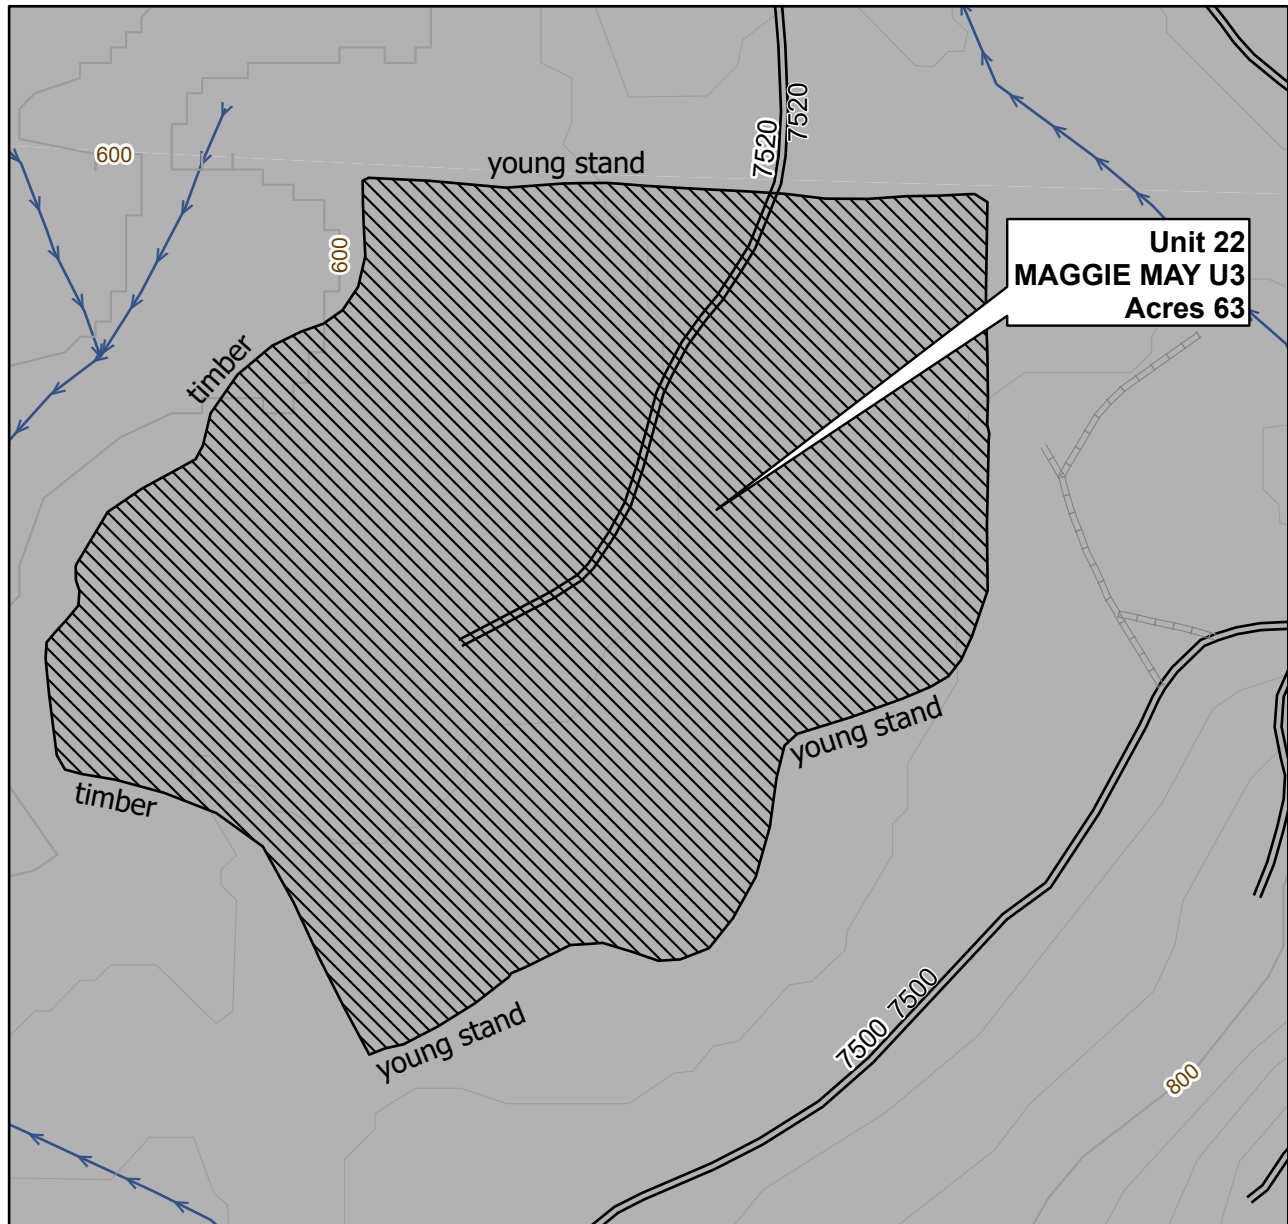 7520
7520
600
young stand
600
Unit 22
MAGGIE MAY U3
Acres 63
timber
young stand
timber
young stand
7500
7500
800